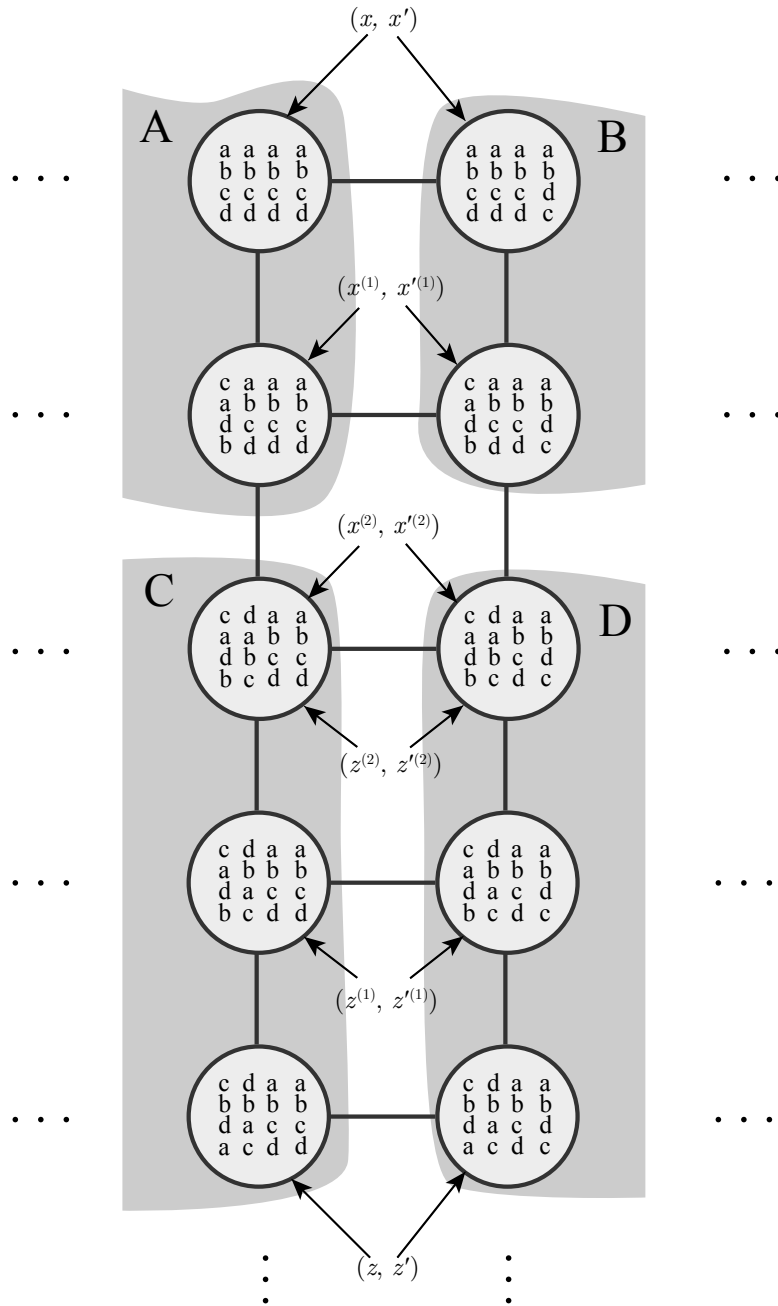 (x, x′)
A
B
a a a a
b b b b
c c c c
d d d d
a a a a
b b b b
c c c d
d d d c
. . .
. . .
(x⁽¹⁾, x′⁽¹⁾)
c a a a
a b b b
d c c c
b d d d
c a a a
a b b b
d c c d
b d d c
. . .
. . .
(x⁽²⁾, x′⁽²⁾)
C
D
c d a a
a a b b
d b c c
b c d d
c d a a
a a b b
d b c d
b c d c
. . .
. . .
(z⁽²⁾, z′⁽²⁾)
c d a a
a b b b
d a c c
b c d d
c d a a
a b b b
d a c d
b c d c
. . .
. . .
(z⁽¹⁾, z′⁽¹⁾)
c d a a
b b b b
d a c c
a c d d
c d a a
b b b b
d a c d
a c d c
. . .
. . .
(z, z′)